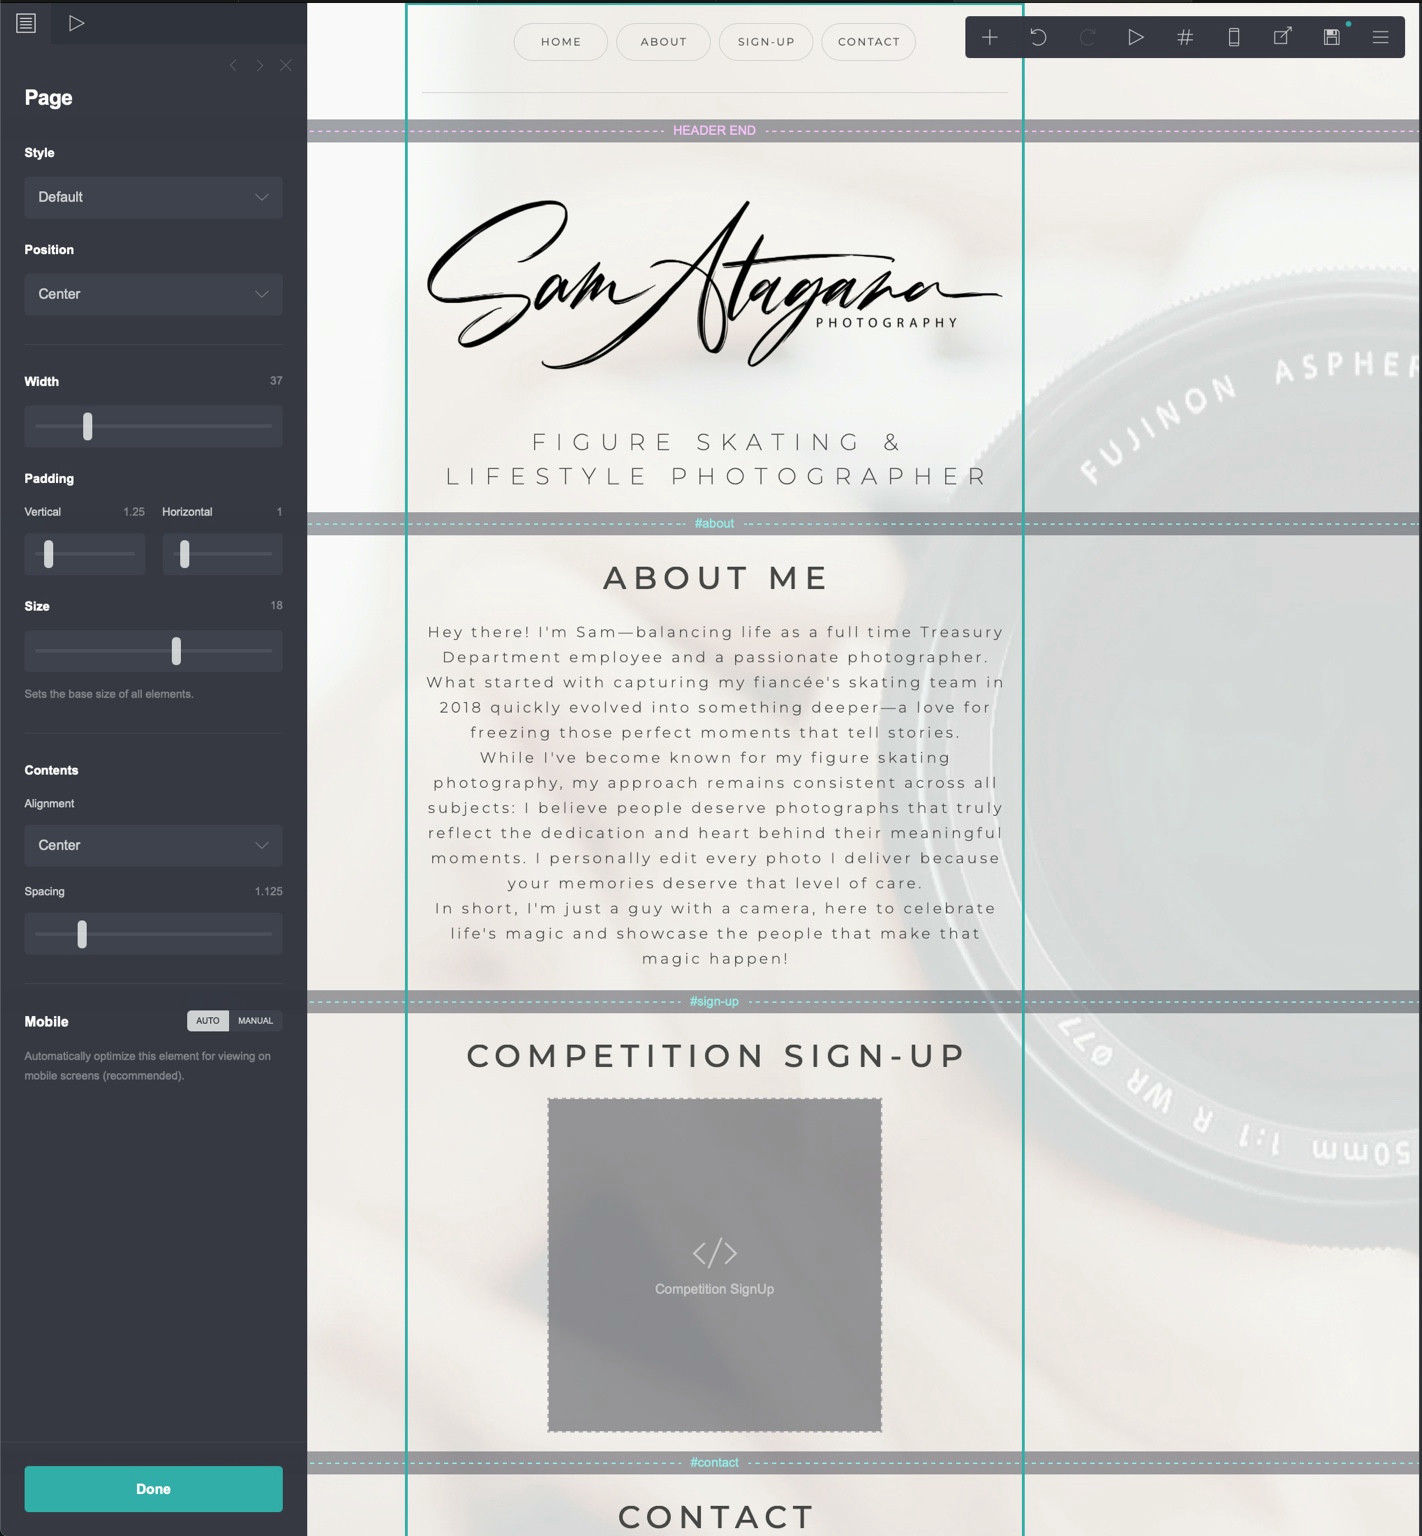 Page
Style
Default
Position
Center
Width 37
Padding
Vertical 1.25 Horizontal 1
Size 18
Sets the base size of all elements.
Contents
Alignment
Center
Spacing 1.125
Mobile AUTO MANUAL
Automatically optimize this element for viewing on
mobile screens (recommended).
Done
HOME ABOUT SIGN-UP CONTACT
HEADER END
Sam Atagana
PHOTOGRAPHY
FIGURE SKATING &
LIFESTYLE PHOTOGRAPHER
#about
ABOUT ME
Hey there! I'm Sam—balancing life as a full time Treasury
Department employee and a passionate photographer.
What started with capturing my fiancée's skating team in
2018 quickly evolved into something deeper—a love for
freezing those perfect moments that tell stories.
While I've become known for my figure skating
photography, my approach remains consistent across all
subjects: I believe people deserve photographs that truly
reflect the dedication and heart behind their meaningful
moments. I personally edit every photo I deliver because
your memories deserve that level of care.
In short, I'm just a guy with a camera, here to celebrate
life's magic and showcase the people that make that
magic happen!
#sign-up
COMPETITION SIGN-UP
</>
Competition SignUp
#contact
CONTACT
FUJINON ASPHER
50mm 1:1 R WR Ø77